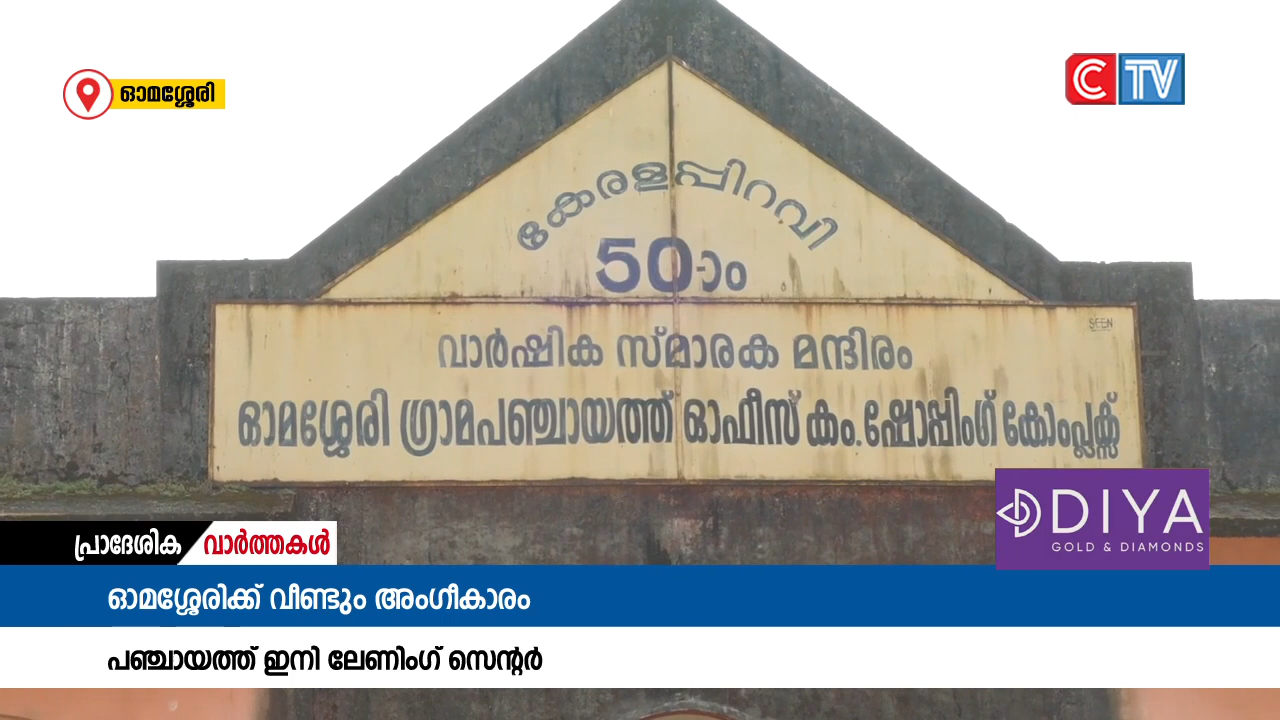 ഓമശ്ശേരി
C TV
കേരളപ്പിറവി
50-ാം
SEEN
വാർഷിക സ്മാരക മന്ദിരം
ഓമശ്ശേരി ഗ്രാമപഞ്ചായത്ത് ഓഫീസ് കം. ഷോപ്പിംഗ് കോംപ്ലക്സ്
DIYA
GOLD & DIAMONDS
പ്രാദേശിക വാർത്തകൾ
ഓമശ്ശേരിക്ക് വീണ്ടും അംഗീകാരം
പഞ്ചായത്ത് ഇനി ലേണിംഗ് സെന്റർ